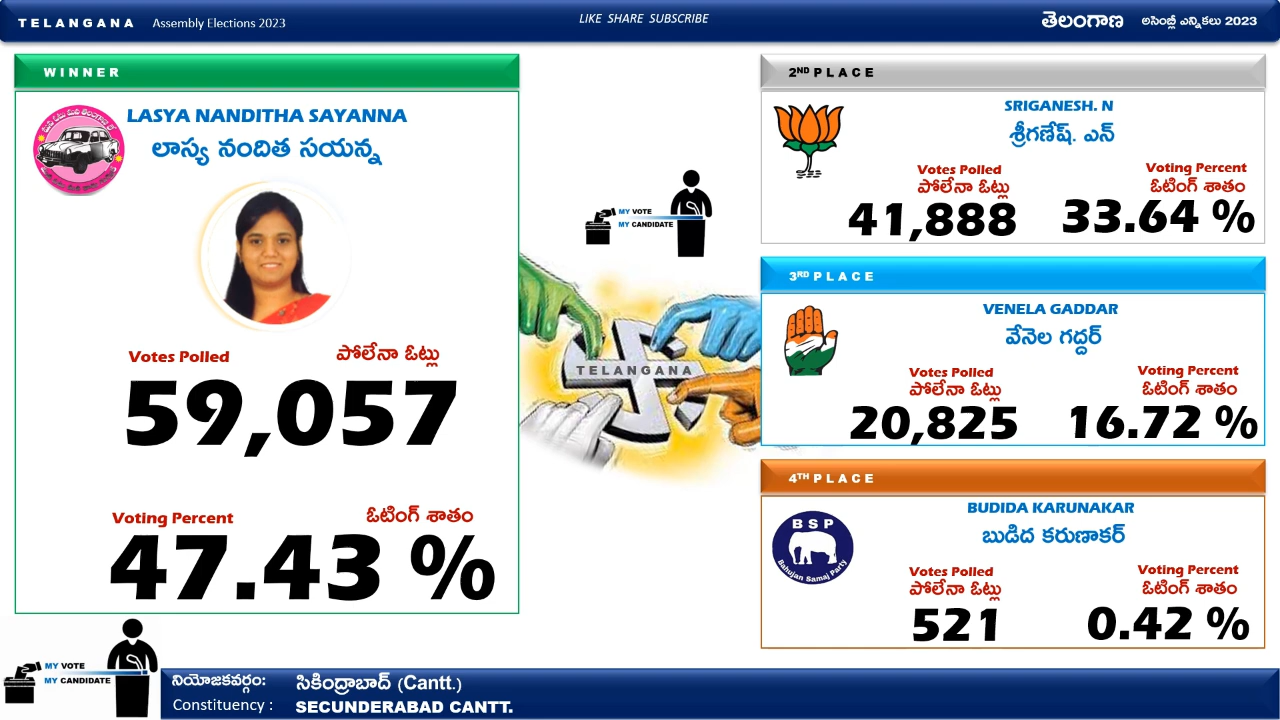 TELANGANA Assembly Elections 2023
LIKE SHARE SUBSCRIBE
తెలంగాణ అసెంబ్లీ ఎన్నికలు 2023
WINNER
LASYA NANDITHA SAYANNA
లాస్య నందిత సయన్న
Votes Polled పోలేనా ఓట్లు
59,057
Voting Percent ఓటింగ్ శాతం
47.43 %
MY VOTE
MY CANDIDATE
TELANGANA
2ND PLACE
SRIGANESH. N
శ్రీగణేష్. ఎన్
Votes Polled Voting Percent
పోలేనా ఓట్లు ఓటింగ్ శాతం
41,888 33.64 %
3RD PLACE
VENELA GADDAR
వేనెల గద్దర్
Votes Polled Voting Percent
పోలేనా ఓట్లు ఓటింగ్ శాతం
20,825 16.72 %
4TH PLACE
BUDIDA KARUNAKAR
బుడిద కరుణాకర్
BSP
Bahujan Samaj Party
Votes Polled Voting Percent
పోలేనా ఓట్లు ఓటింగ్ శాతం
521 0.42 %
MY VOTE
MY CANDIDATE
నియోజకవర్గం: సికింద్రాబాద్ (Cantt.)
Constituency : SECUNDERABAD CANTT.